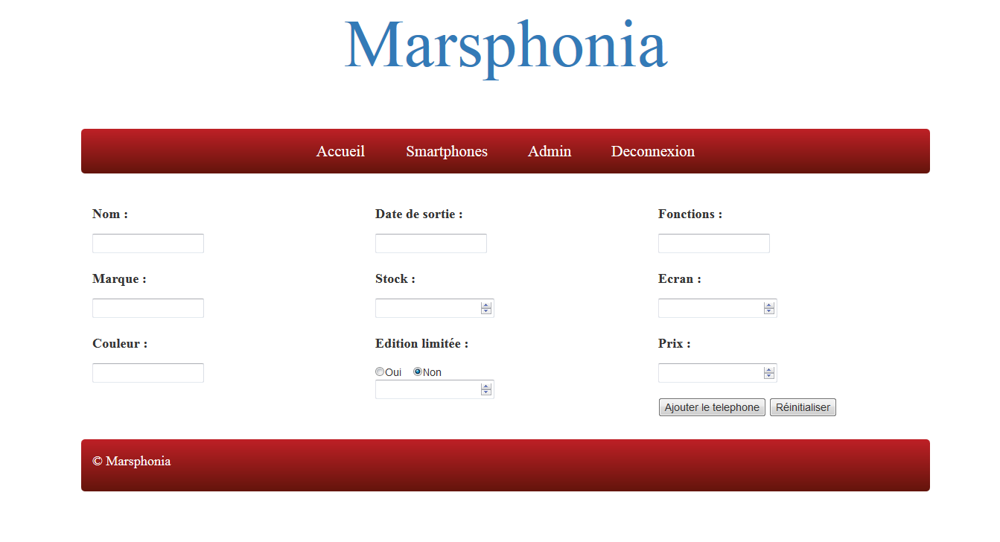 Marsphonia
Accueil Smartphones Admin Deconnexion
Nom : Date de sortie : Fonctions :
Marque : Stock : Ecran :
Couleur : Edition limitée : Prix :
Oui Non
Ajouter le telephone Réinitialiser
© Marsphonia